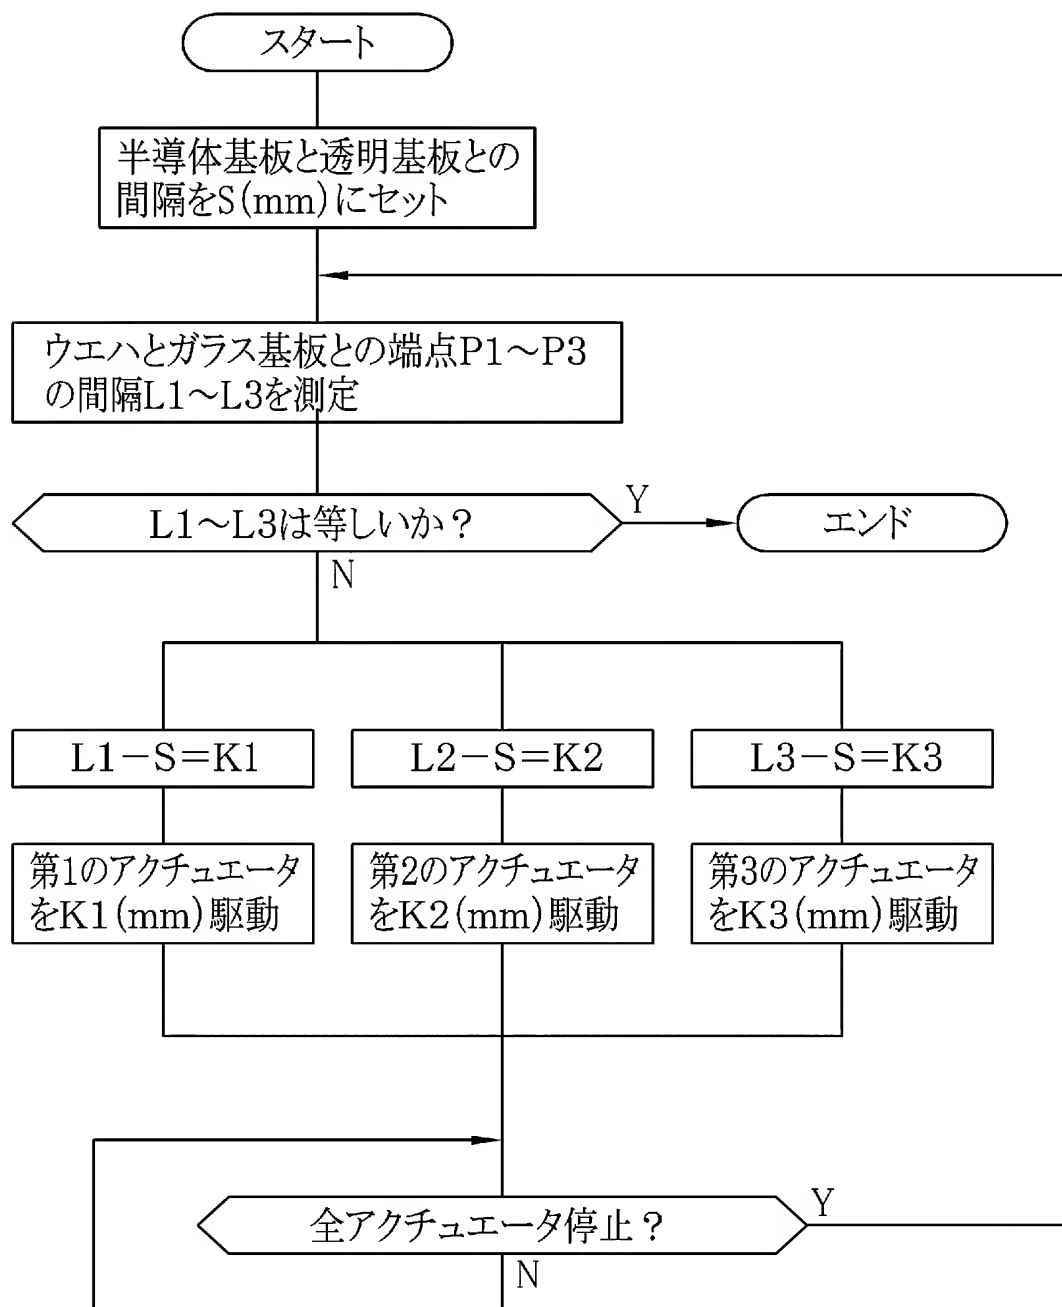 スタート
半導体基板と透明基板との
間隔をS(mm)にセット
ウエハとガラス基板との端点P1～P3
の間隔L1～L3を測定
L1～L3は等しいか？
Y
エンド
N
L1－S＝K1
L2－S＝K2
L3－S＝K3
第1のアクチュエータ
をK1(mm)駆動
第2のアクチュエータ
をK2(mm)駆動
第3のアクチュエータ
をK3(mm)駆動
全アクチュエータ停止？
Y
N